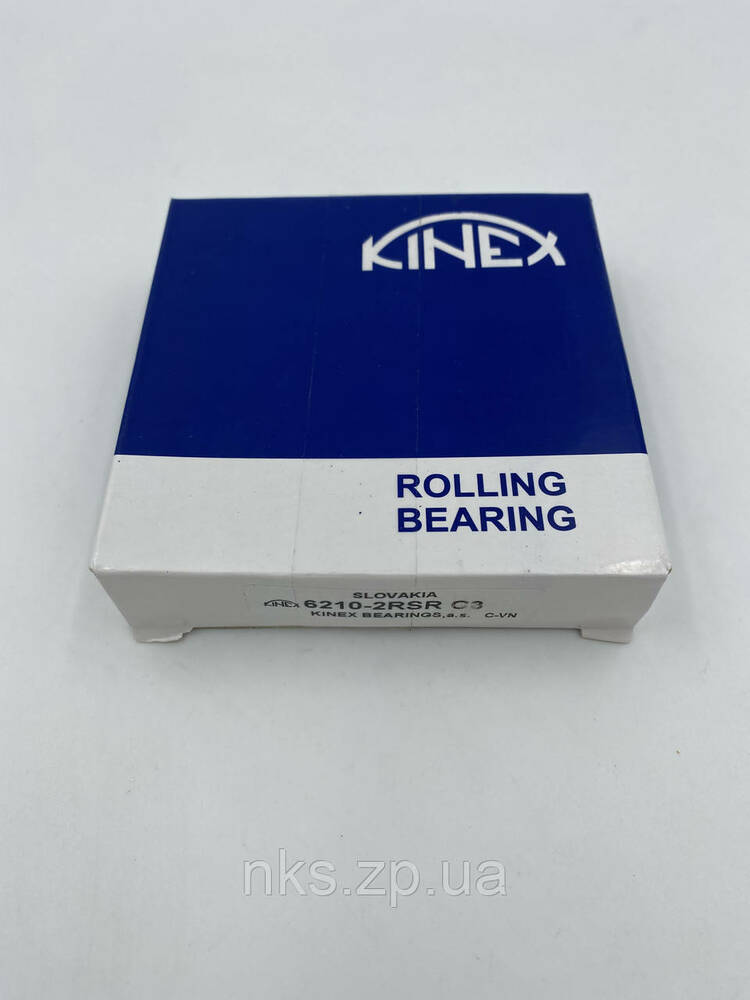 KINEX
ROLLING
BEARING
SLOVAKIA
KINEX 6210-2RSR C3
KINEX BEARINGS,a.s. C-VN
nks.zp.ua